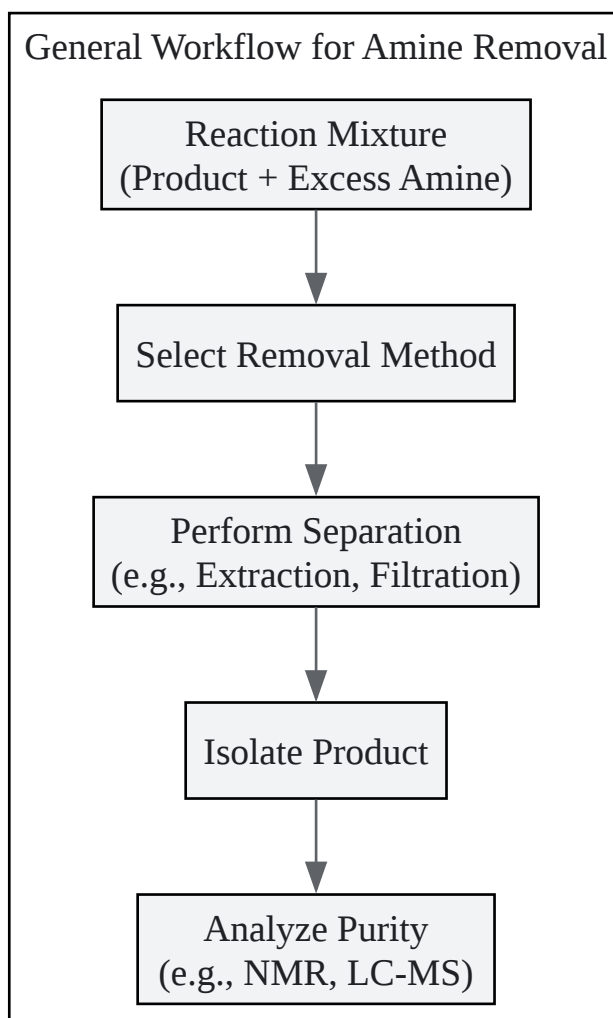 General Workflow for Amine Removal
Reaction Mixture
(Product + Excess Amine)
Select Removal Method
Perform Separation
(e.g., Extraction, Filtration)
Isolate Product
Analyze Purity
(e.g., NMR, LC-MS)